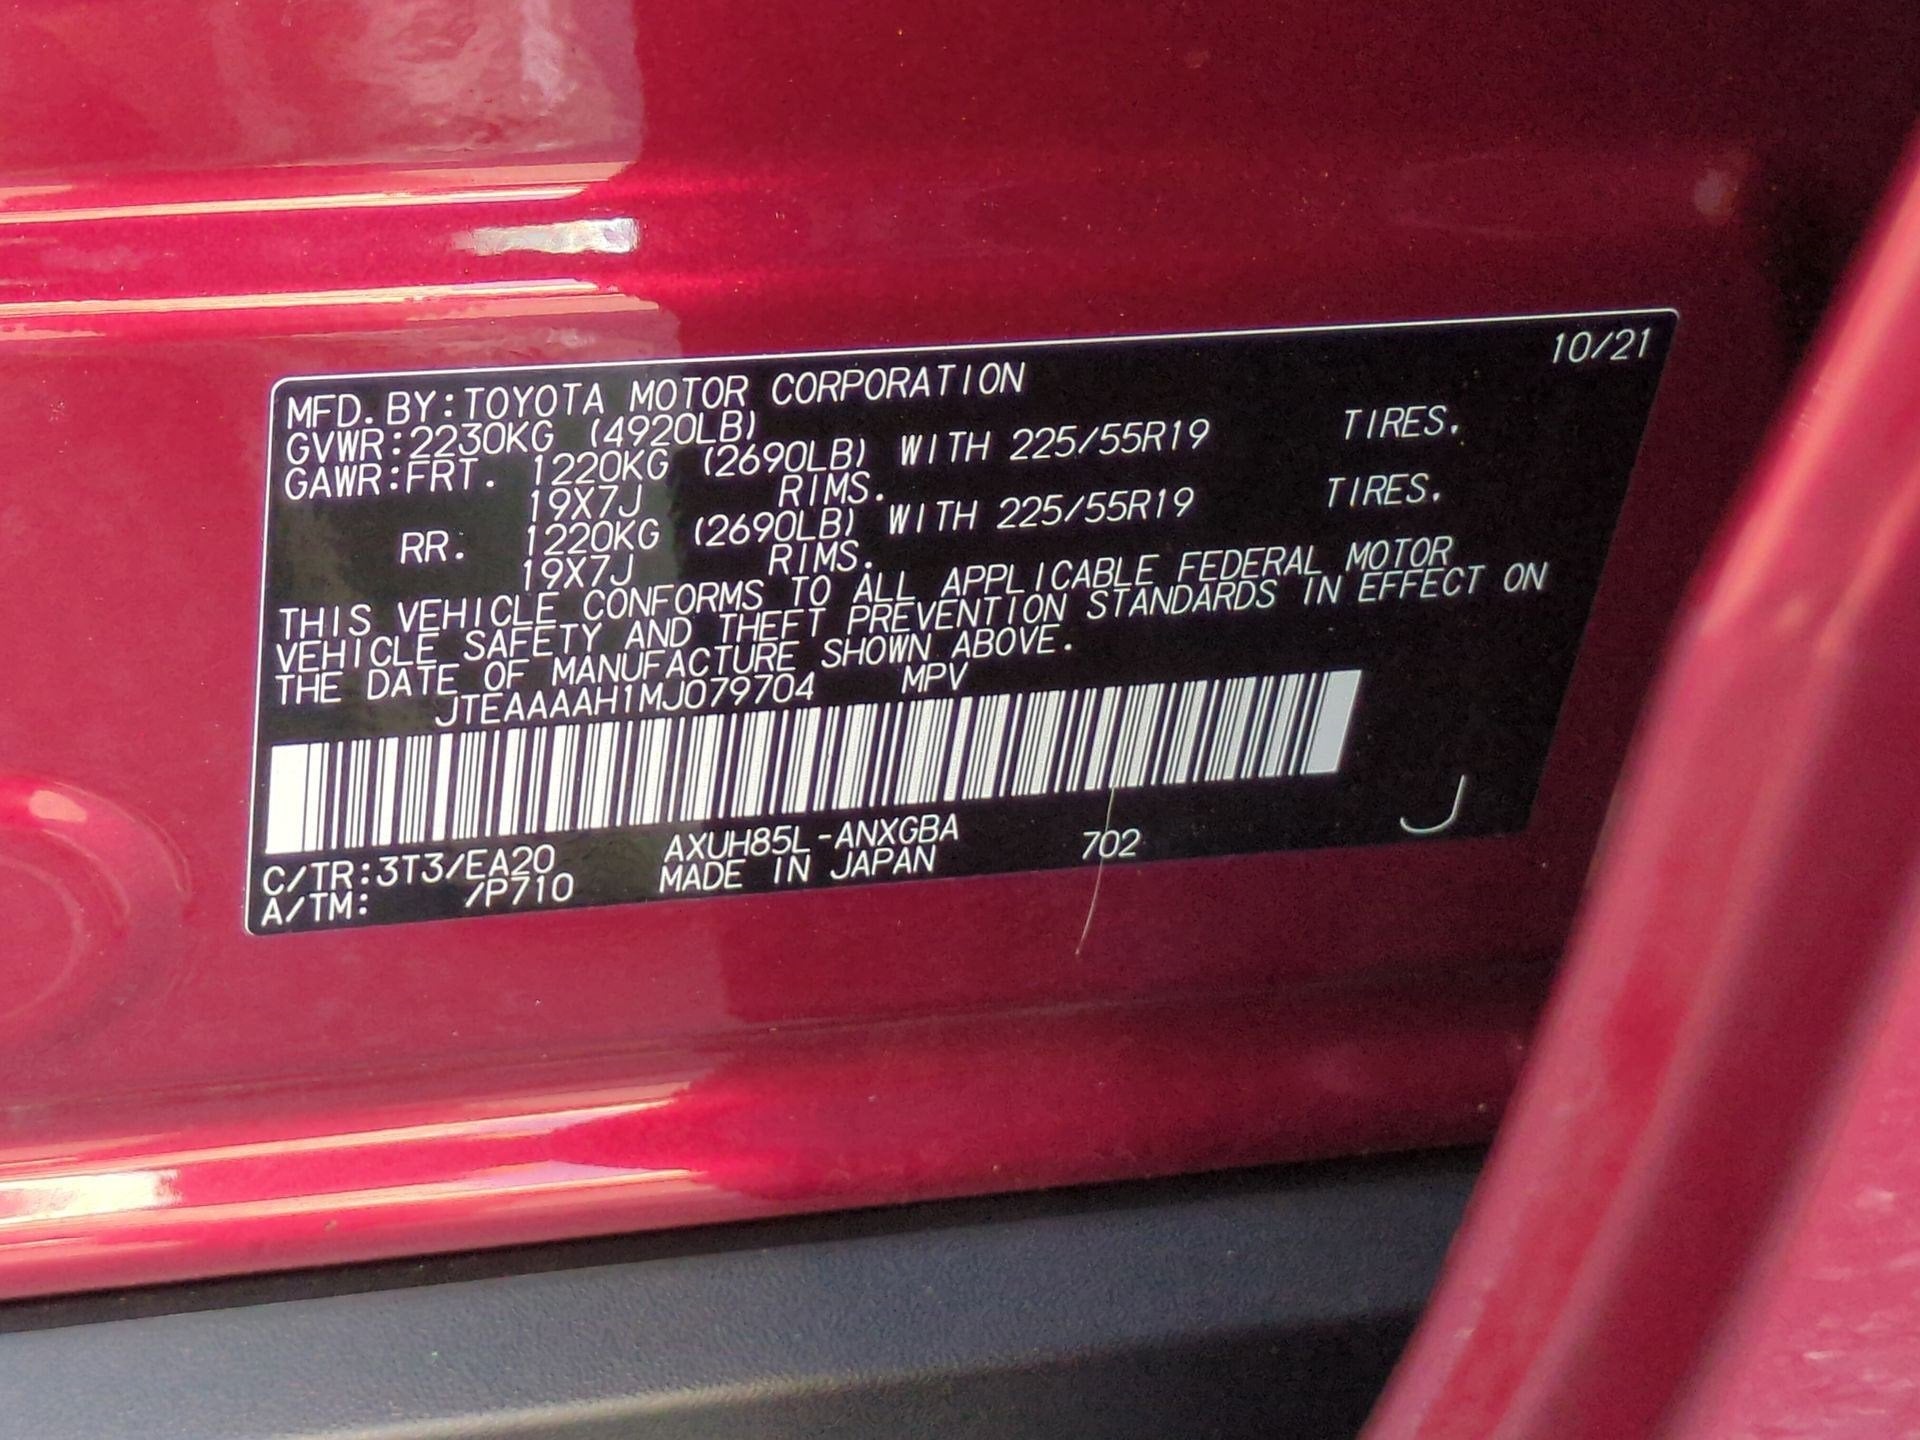 10/21
MFD. BY: TOYOTA MOTOR CORPORATION
GVWR: 2230KG (4920LB)
GAWR: FRT. 1220KG (2690LB) WITH 225/55R19 TIRES.
19X7J RIMS.
RR. 1220KG (2690LB) WITH 225/55R19 TIRES.
19X7J RIMS.
THIS VEHICLE CONFORMS TO ALL APPLICABLE FEDERAL MOTOR
VEHICLE SAFETY AND THEFT PREVENTION STANDARDS IN EFFECT ON
THE DATE OF MANUFACTURE SHOWN ABOVE.
JTEAAAAH1MJ079704 MPV
C/TR: 3T3/EA20 AXUH85L-ANXGBA 702 J
A/TM: /P710 MADE IN JAPAN